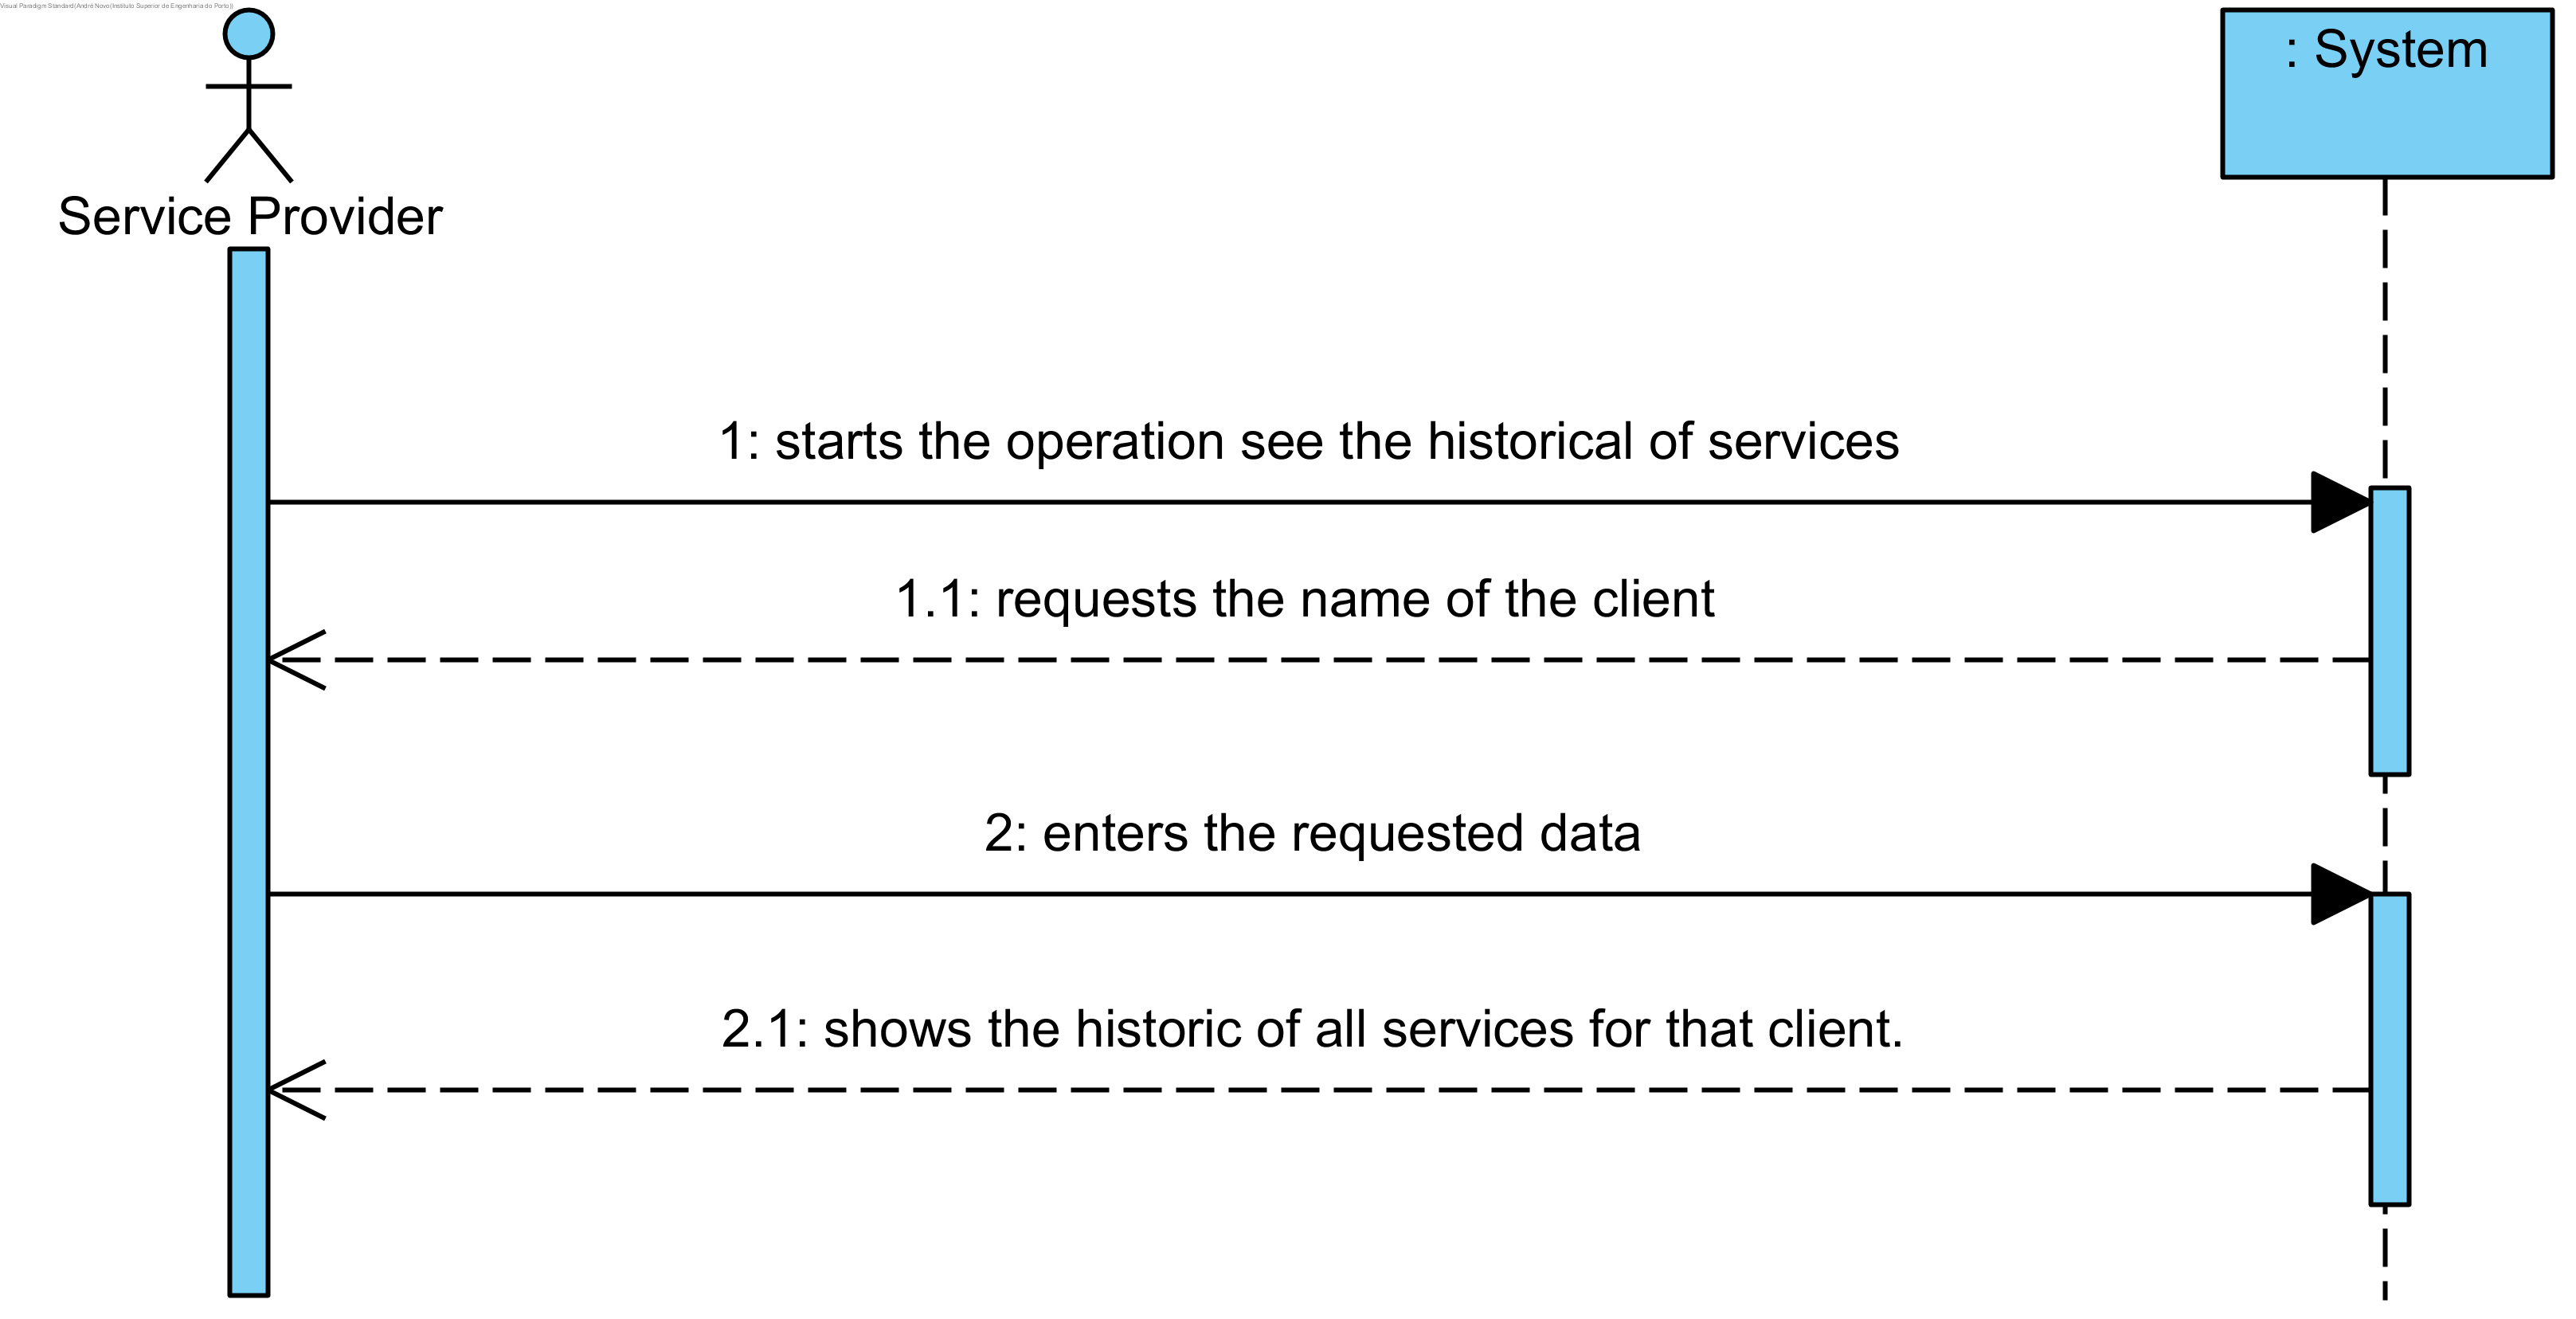 Visual Paradigm Standard(André Novo(Instituto Superior de Engenharia do Porto))
: System
Service Provider
1: starts the operation see the historical of services
1.1: requests the name of the client
2: enters the requested data
2.1: shows the historic of all services for that client.